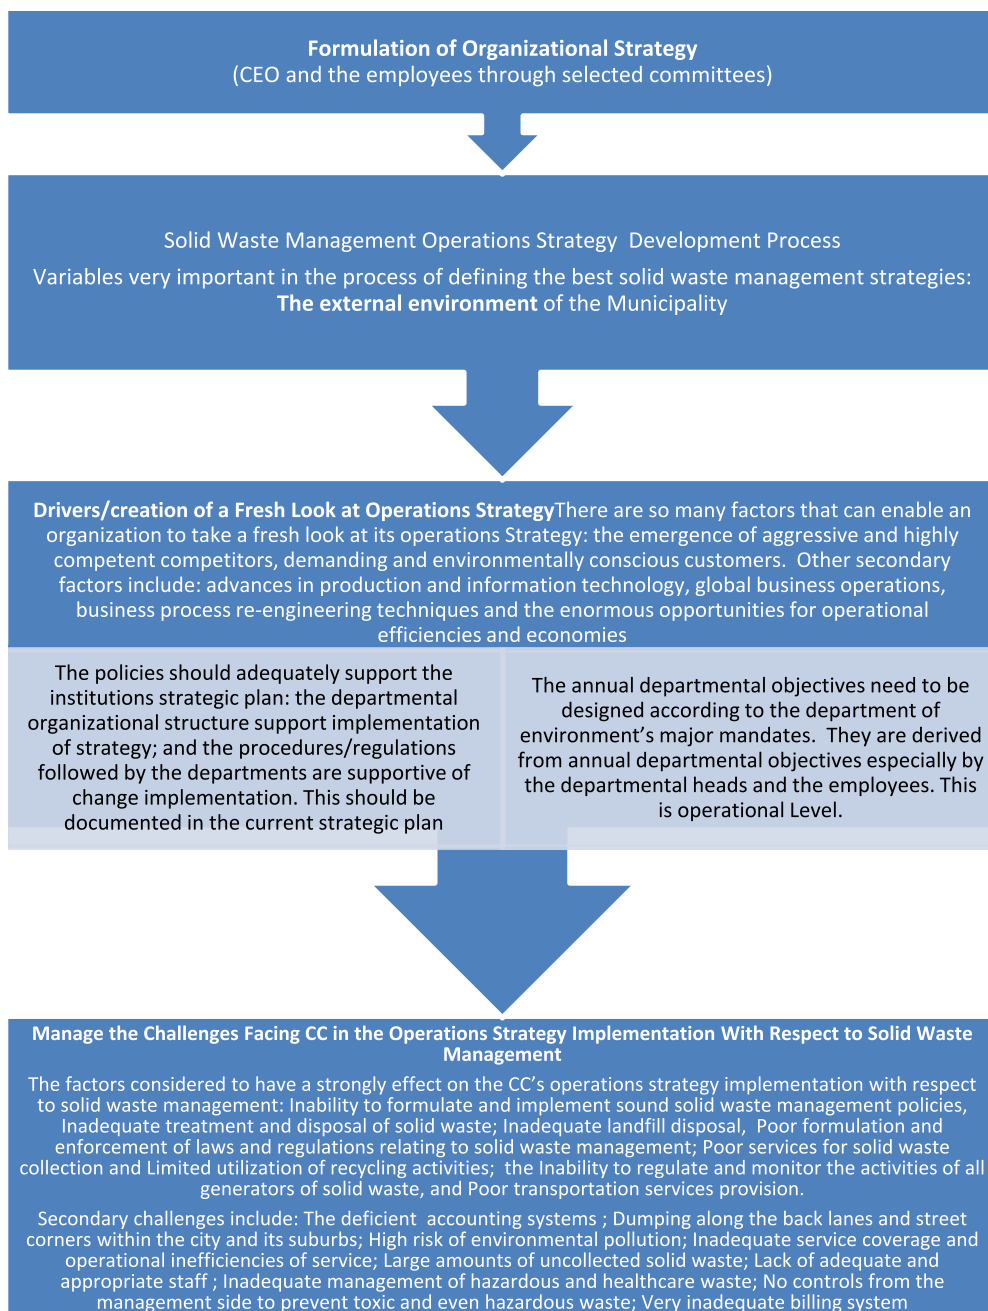 Formulation of Organizational Strategy
(CEO and the employees through selected committees)
Solid Waste Management Operations Strategy  Development Process
Variables very important in the process of defining the best solid waste management strategies:
The external environment of the Municipality
Drivers/creation of a Fresh Look at Operations StrategyThere are so many factors that can enable an
organization to take a fresh look at its operations Strategy: the emergence of aggressive and highly
competent competitors, demanding and environmentally conscious customers.  Other secondary
factors include: advances in production and information technology, global business operations,
business process re-engineering techniques and the enormous opportunities for operational
efficiencies and economies
The policies should adequately support the
institutions strategic plan: the departmental
organizational structure support implementation
of strategy; and the procedures/regulations
followed by the departments are supportive of
change implementation. This should be
documented in the current strategic plan
The annual departmental objectives need to be
designed according to the department of
environment's major mandates.  They are derived
from annual departmental objectives especially by
the departmental heads and the employees. This
is operational Level.
Manage the Challenges Facing CC in the Operations Strategy Implementation With Respect to Solid Waste
Management
The factors considered to have a strongly effect on the CC's operations strategy implementation with respect
to solid waste management: Inability to formulate and implement sound solid waste management policies,
Inadequate treatment and disposal of solid waste; Inadequate landfill disposal,  Poor formulation and
enforcement of laws and regulations relating to solid waste management; Poor services for solid waste
collection and Limited utilization of recycling activities;  the Inability to regulate and monitor the activities of all
generators of solid waste, and Poor transportation services provision.
Secondary challenges include: The deficient  accounting systems ; Dumping along the back lanes and street
corners within the city and its suburbs; High risk of environmental pollution; Inadequate service coverage and
operational inefficiencies of service; Large amounts of uncollected solid waste; Lack of adequate and
appropriate staff ; Inadequate management of hazardous and healthcare waste; No controls from the
management side to prevent toxic and even hazardous waste; Very inadequate billing system